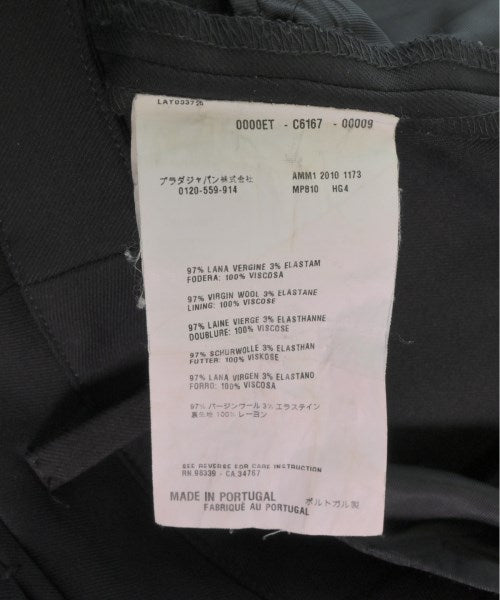 LAY0337
0000ET - C6167 - 00009
プラダジャパン株式会社
0120-559-914
AMM1 2010 1173
MP810 HG4
97% LANA VERGINE 3% ELASTAM
FODERA: 100% VISCOSA
97% VIRGIN WOOL 3% ELASTANE
LINING: 100% VISCOSE
97% LAINE VIERGE 3% ELASTHANNE
DOUBLURE: 100% VISCOSE
97% SCHURWOLLE 3% ELASTHAN
FUTTER: 100% VISKOSE
97% LANA VIRGEN 3% ELASTANO
FORRO: 100% VISCOSA
97% バージンウール 3% エラステイン
裏生地 100% レーヨン
SEE REVERSE FOR CARE INSTRUCTION
RN 98339 - CA 34767
MADE IN PORTUGAL
FABRIQUÉ AU PORTUGAL
ポルトガル製